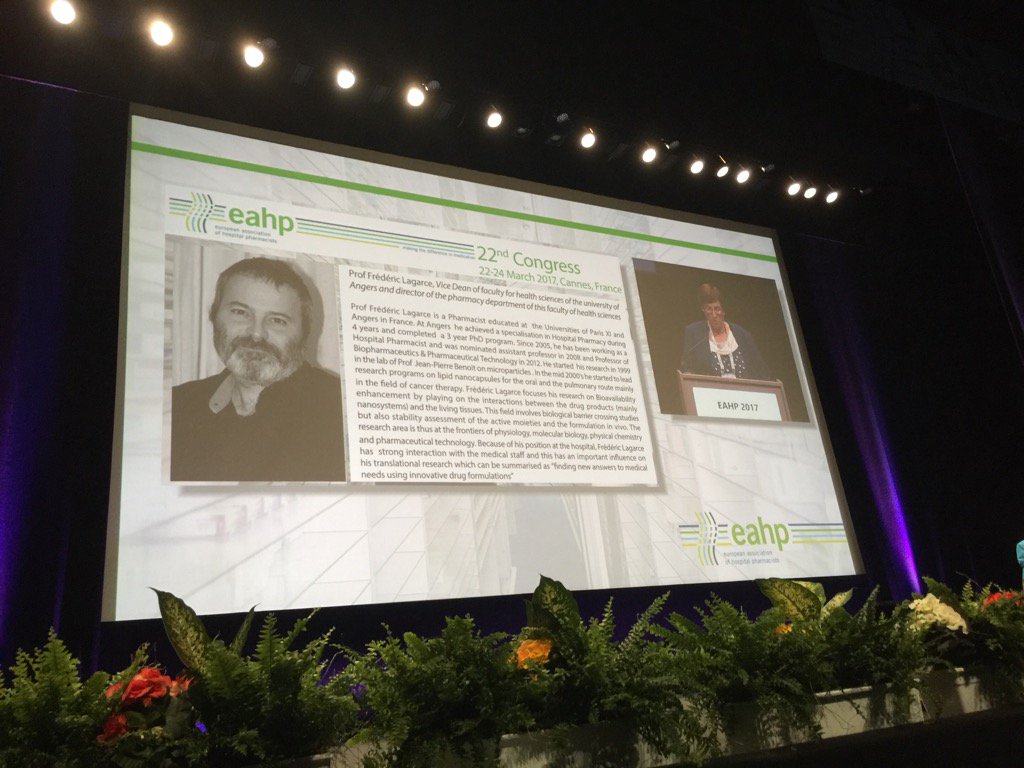 eahp
european association
of hospital pharmacists
making the difference in medication
22nd Congress
22-24 March 2017, Cannes, France
Prof Frédéric Lagarce, Vice Dean of faculty for health sciences of the university of
Angers and director of the pharmacy department of this faculty of health sciences
Prof Frédéric Lagarce is a Pharmacist educated at the Universities of Paris XI and
Angers in France. At Angers he achieved a specialisation in Hospital Pharmacy during
4 years and completed a 3 year PhD program. Since 2005, he has been working as a
Hospital Pharmacist and was nominated assistant professor in 2008 and Professor of
Biopharmaceutics & Pharmaceutical Technology in 2012. He started his research in 1999
in the lab of Prof Jean-Pierre Benoit on microparticles. In the mid 2000's he started to lead
research programs on lipid nanocapsules for the oral and the pulmonary route mainly
in the field of cancer therapy. Frédéric Lagarce focuses his research on Bioavailability
enhancement by playing on the interactions between the drug products (mainly
nanosystems) and the living tissues. This field involves biological barrier crossing studies
but also stability assessment of the active moieties and the formulation in vivo. The
research area is thus at the frontiers of physiology, molecular biology, physical chemistry
and pharmaceutical technology. Because of his position at the hospital, Frédéric Lagarce
has strong interaction with the medical staff and this has an important influence on
his translational research which can be summarised as "finding new answers to medical
needs using innovative drug formulations"
EAHP 2017
eahp
european association
of hospital pharmacists